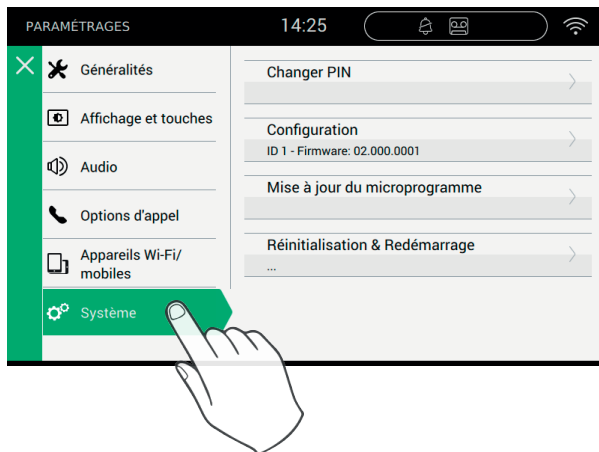 PARAMÉTRAGES 14:25
Généralités
Affichage et touches
Audio
Options d'appel
Appareils Wi-Fi/
mobiles
Système
Changer PIN
Configuration
ID 1 - Firmware: 02.000.0001
Mise à jour du microprogramme
Réinitialisation & Redémarrage
...